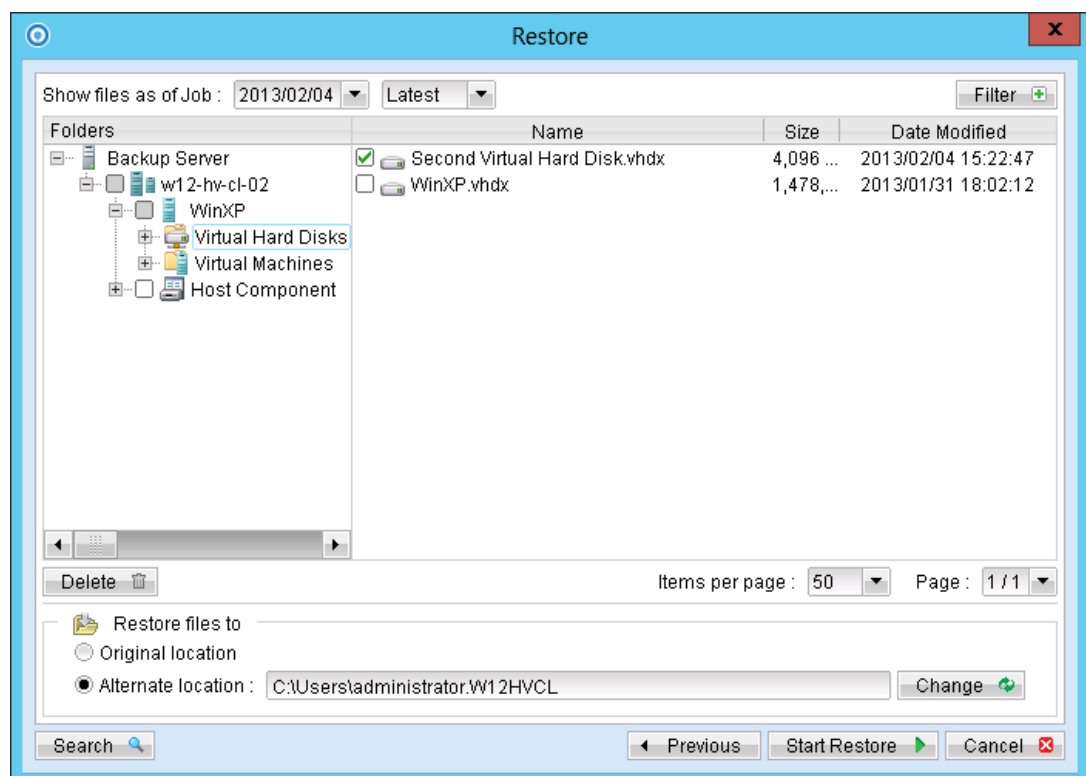 Restore
x
Show files as of Job : 2013/02/04 Latest Filter
Folders Name Size Date Modified
Backup Server Second Virtual Hard Disk.vhdx 4,096 ... 2013/02/04 15:22:47
w12-hv-cl-02 WinXP.vhdx 1,478,... 2013/01/31 18:02:12
WinXP
Virtual Hard Disks
Virtual Machines
Host Component
Delete Items per page : 50 Page : 1 / 1
Restore files to
Original location
Alternate location : C:\Users\administrator.W12HVCL Change
Search Previous Start Restore Cancel